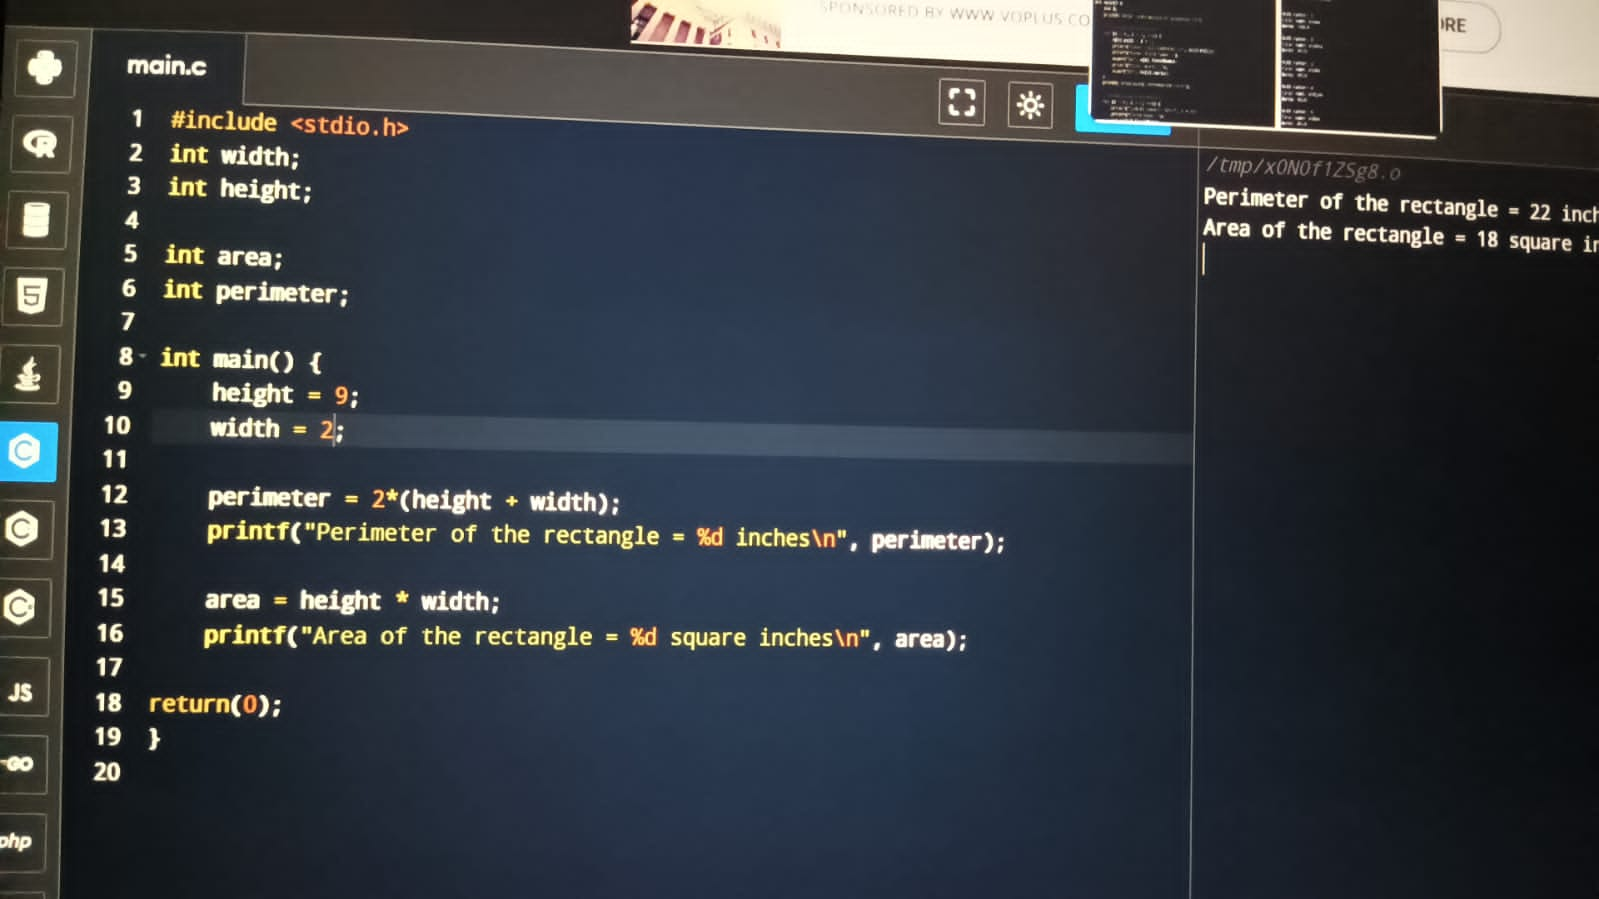 SPONSORED BY WWW.VOPLUS.CO
main.c
1 #include <stdio.h>
2 int width;
3 int height;
4
5 int area;
6 int perimeter;
7
8 int main() {
9 height = 9;
10 width = 2;
11
12 perimeter = 2*(height + width);
13 printf("Perimeter of the rectangle = %d inches\n", perimeter);
14
15 area = height * width;
16 printf("Area of the rectangle = %d square inches\n", area);
17
18 return(0);
19 }
20
/tmp/xONOf1ZSg8.o
Perimeter of the rectangle = 22 inch
Area of the rectangle = 18 square in
R
5
C
C
C
JS
GO
php